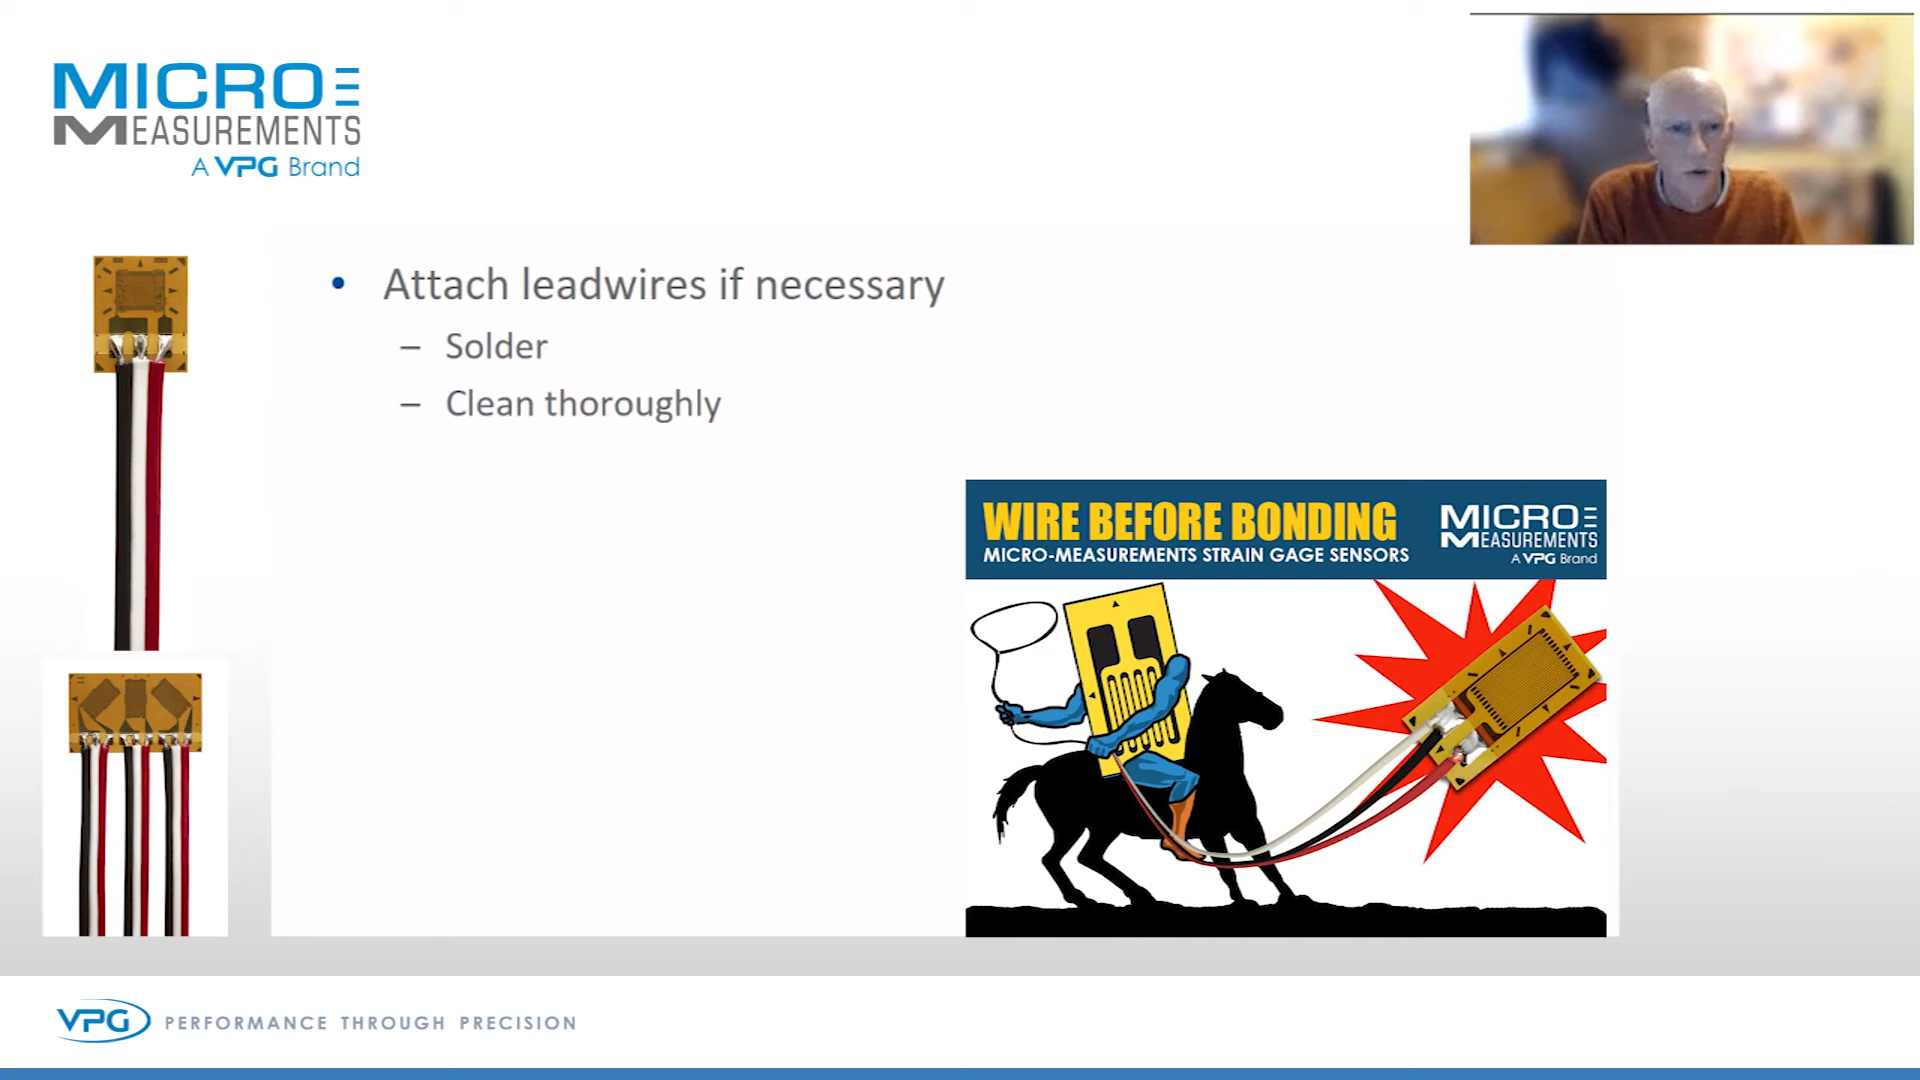 MICRO
MEASUREMENTS
A VPG Brand
• Attach leadwires if necessary
– Solder
– Clean thoroughly
WIRE BEFORE BONDING
MICRO-MEASUREMENTS STRAIN GAGE SENSORS
MICRO
MEASUREMENTS
A VPG Brand
VPG PERFORMANCE THROUGH PRECISION